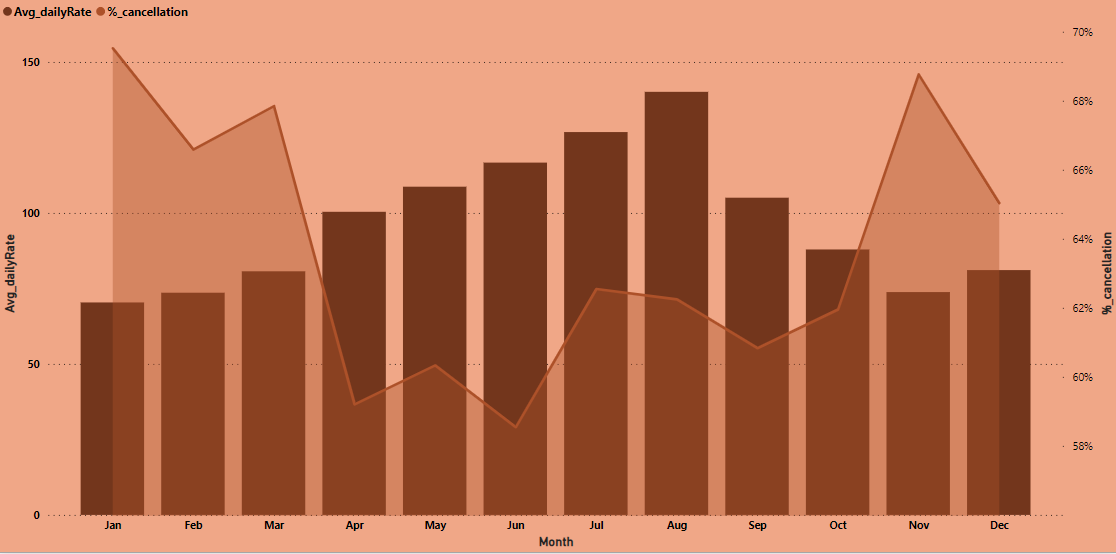 Avg_dailyRate %_cancellation
70%
150
68%
66%
100
64%
Avg_dailyRate
%_cancellation
62%
50
60%
58%
0
Jan Feb Mar Apr May Jun Jul Aug Sep Oct Nov Dec
Month